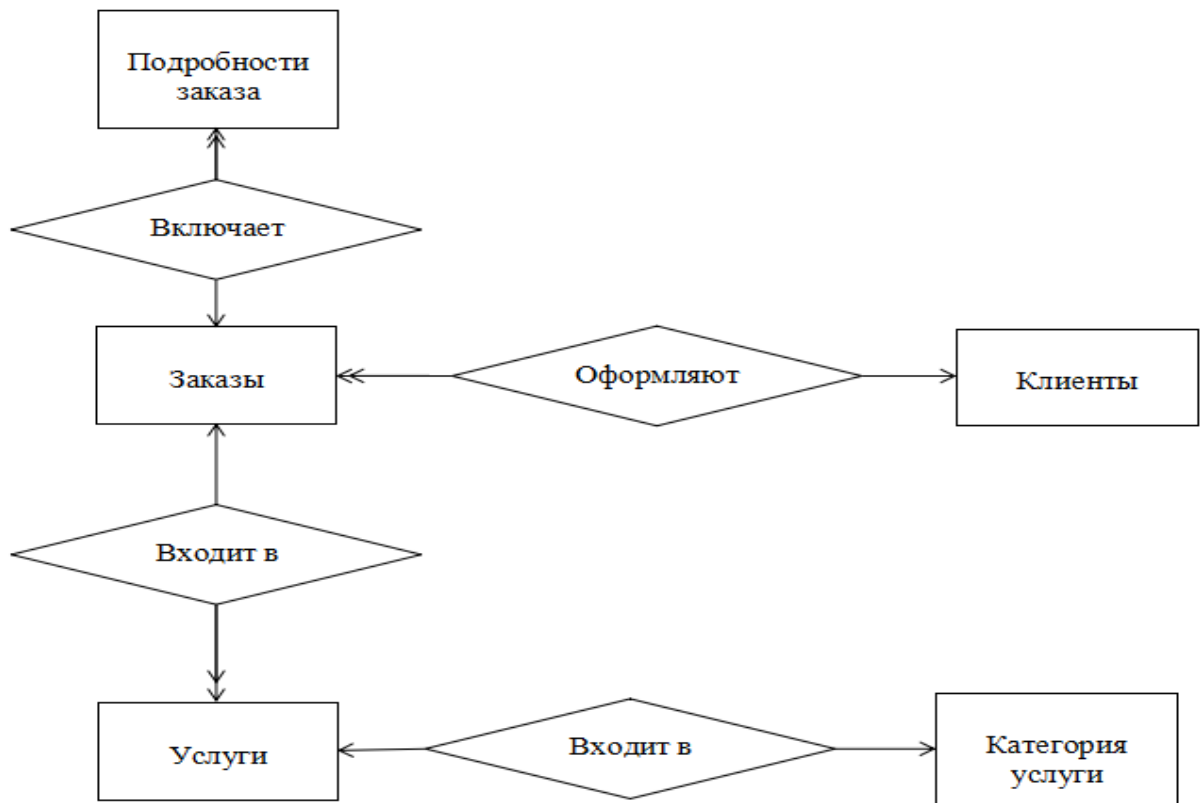 Подробности
заказа
Включает
Заказы
Оформляют
Клиенты
Входит в
Услуги
Входит в
Категория
услуги